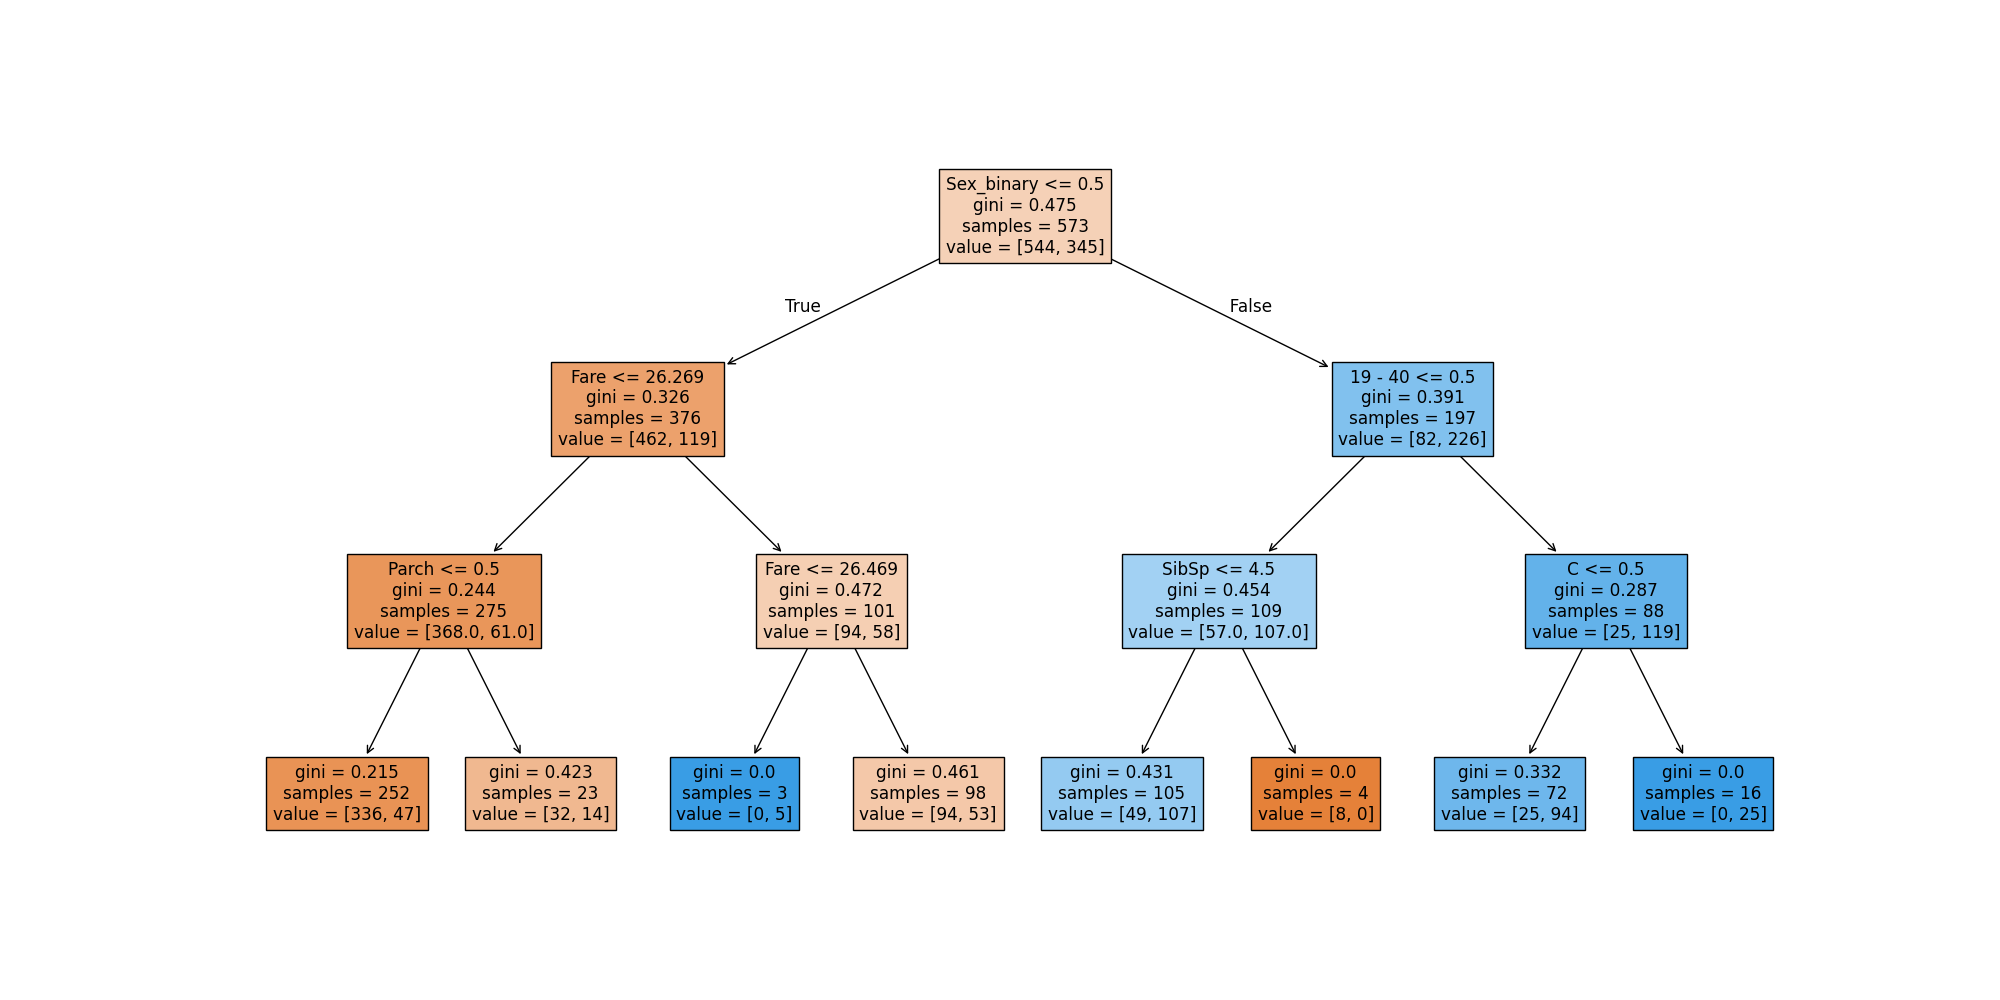 Sex_binary <= 0.5
gini = 0.475
samples = 573
value = [544, 345]
True
False
Fare <= 26.269
gini = 0.326
samples = 376
value = [462, 119]
19 - 40 <= 0.5
gini = 0.391
samples = 197
value = [82, 226]
Parch <= 0.5
gini = 0.244
samples = 275
value = [368.0, 61.0]
Fare <= 26.469
gini = 0.472
samples = 101
value = [94, 58]
SibSp <= 4.5
gini = 0.454
samples = 109
value = [57.0, 107.0]
C <= 0.5
gini = 0.287
samples = 88
value = [25, 119]
gini = 0.215
samples = 252
value = [336, 47]
gini = 0.423
samples = 23
value = [32, 14]
gini = 0.0
samples = 3
value = [0, 5]
gini = 0.461
samples = 98
value = [94, 53]
gini = 0.431
samples = 105
value = [49, 107]
gini = 0.0
samples = 4
value = [8, 0]
gini = 0.332
samples = 72
value = [25, 94]
gini = 0.0
samples = 16
value = [0, 25]